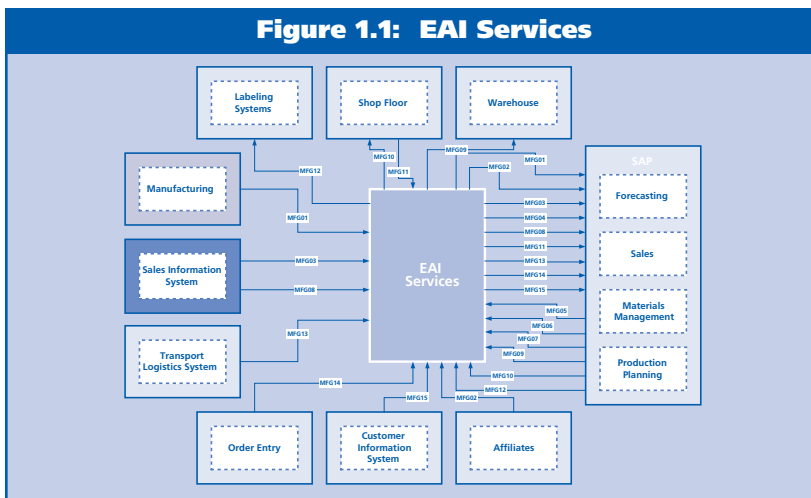 Figure 1.1: EAI Services
Labeling
Systems
Shop Floor
Warehouse
MFG09
MFG10
MFG01
MFG02
MFG11
MFG12
SAP
Manufacturing
Forecasting
MFG03
MFG01
MFG04
MFG08
MFG11
Sales Information
System
MFG03
EAI
Services
MFG13
Sales
MFG14
MFG08
MFG15
MFG05
Materials
Management
MFG06
MFG13
MFG07
MFG09
Transport
Logistics System
Production
Planning
MFG10
MFG14
MFG12
MFG15
MFG02
Order Entry
Customer
Information
System
Affiliates